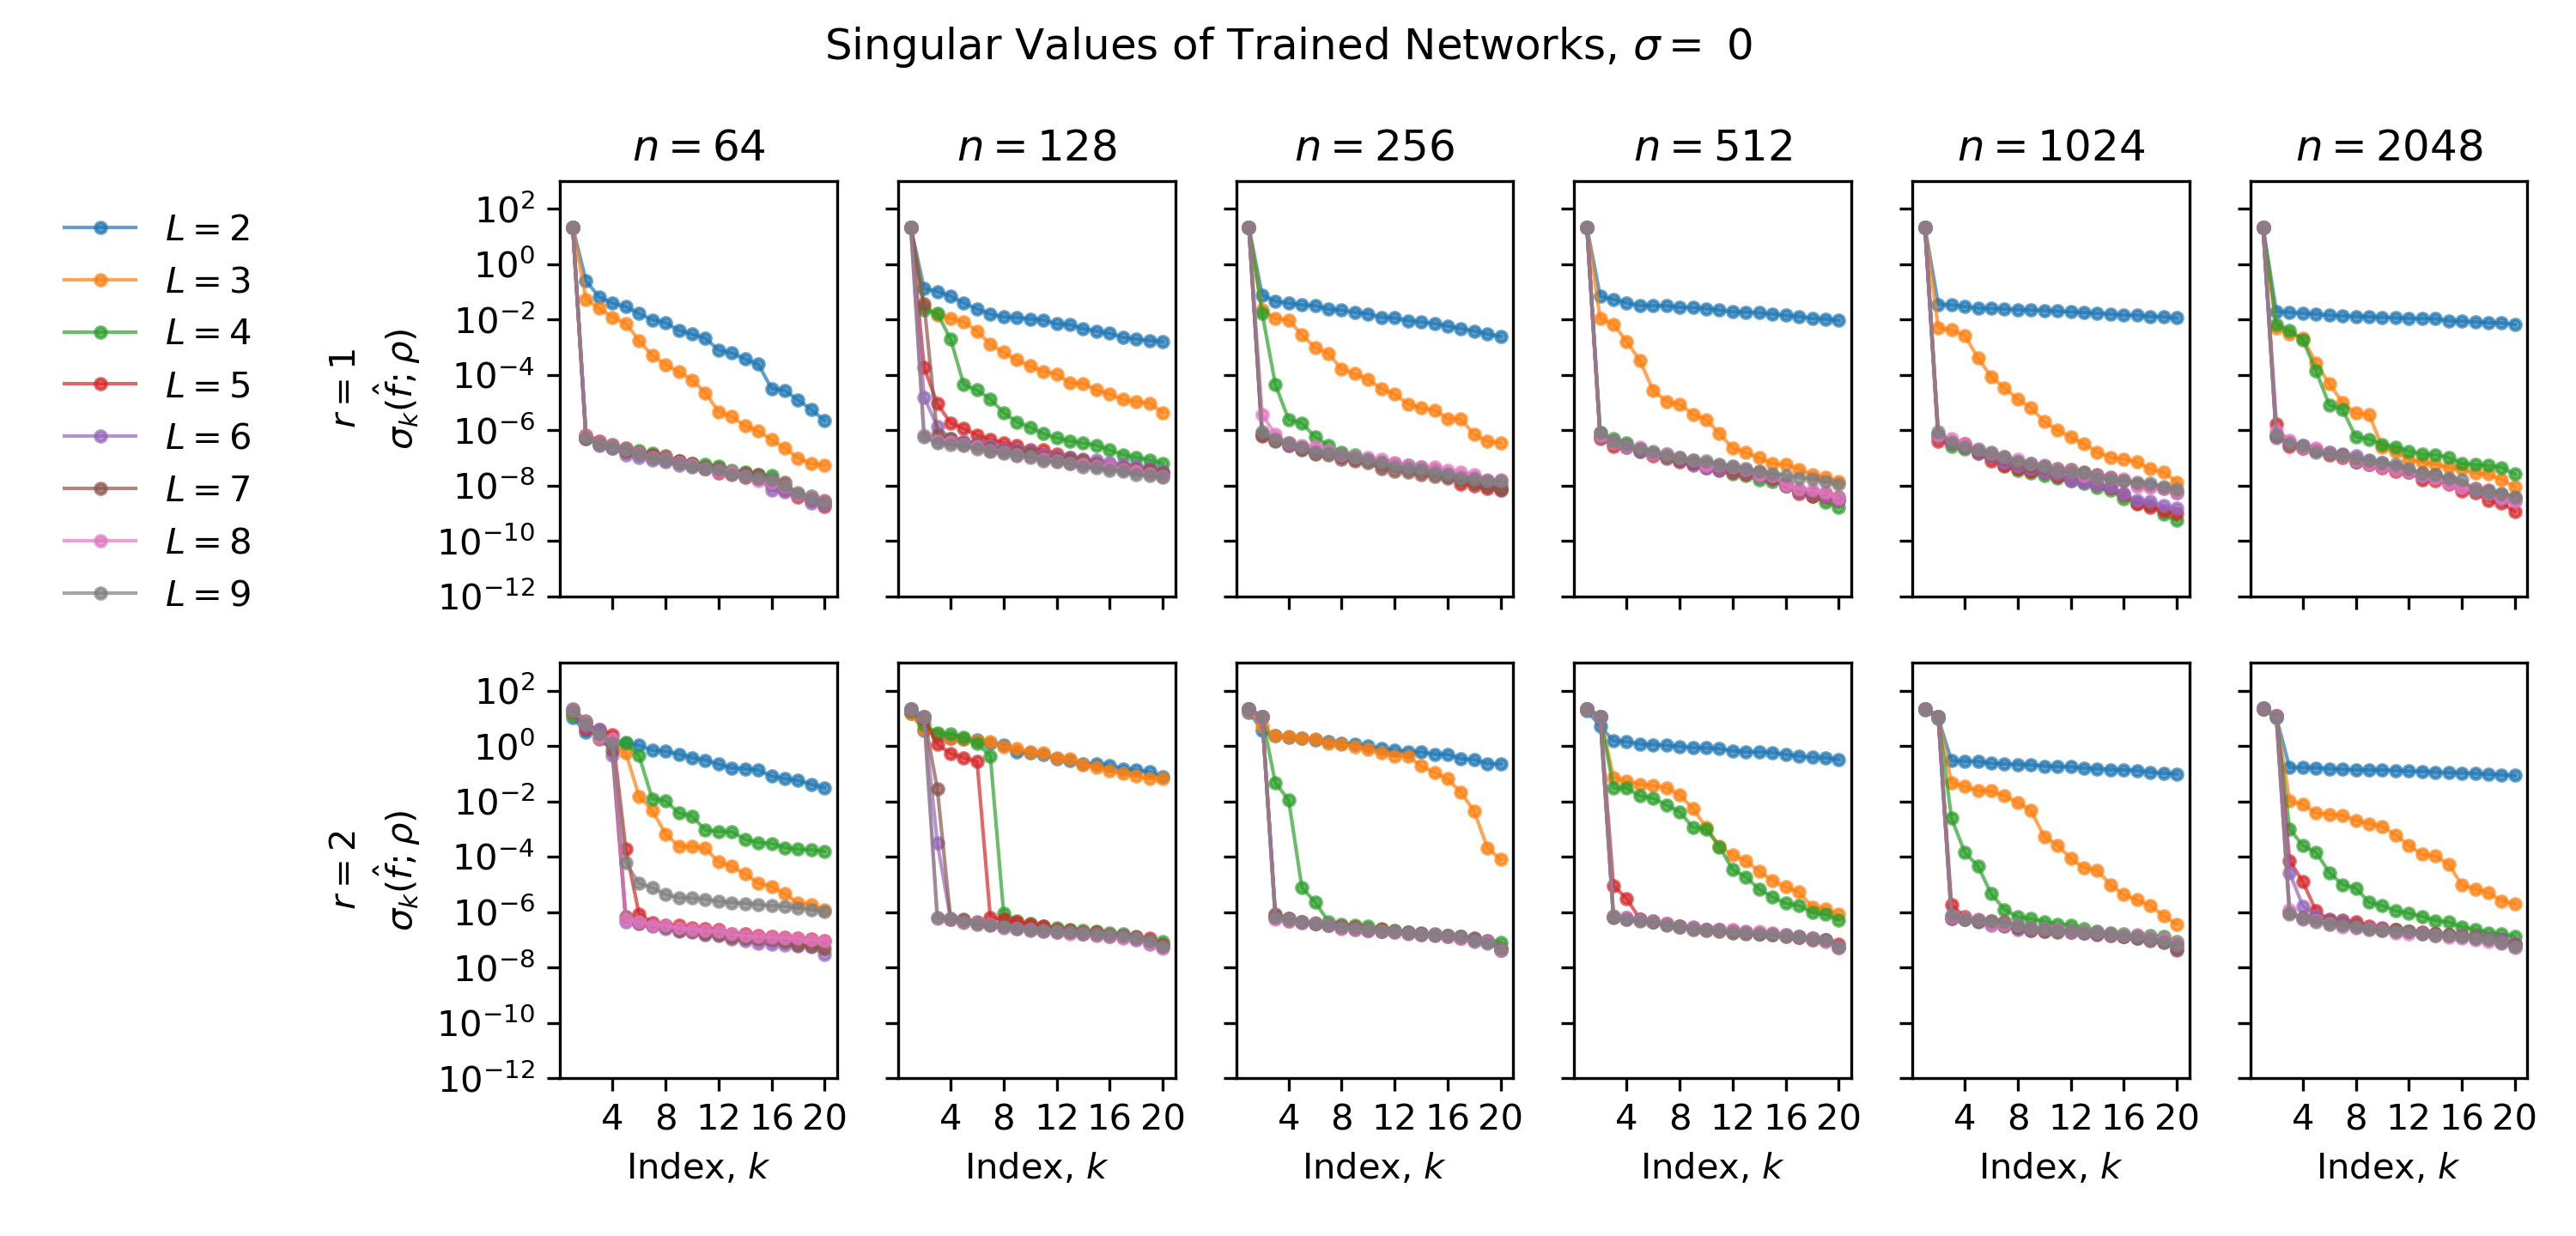 Singular Values of Trained Networks, σ = 0
n = 64 n = 128 n = 256 n = 512 n = 1024 n = 2048
L = 2
L = 3
L = 4
L = 5
L = 6
L = 7
L = 8
L = 9
r = 1
σ_k(f̂; ρ)
10^2
10^0
10^−2
10^−4
10^−6
10^−8
10^−10
10^−12
r = 2
σ_k(f̂; ρ)
10^2
10^0
10^−2
10^−4
10^−6
10^−8
10^−10
10^−12
4 8 12 16 20 4 8 12 16 20 4 8 12 16 20 4 8 12 16 20 4 8 12 16 20 4 8 12 16 20
Index, k Index, k Index, k Index, k Index, k Index, k